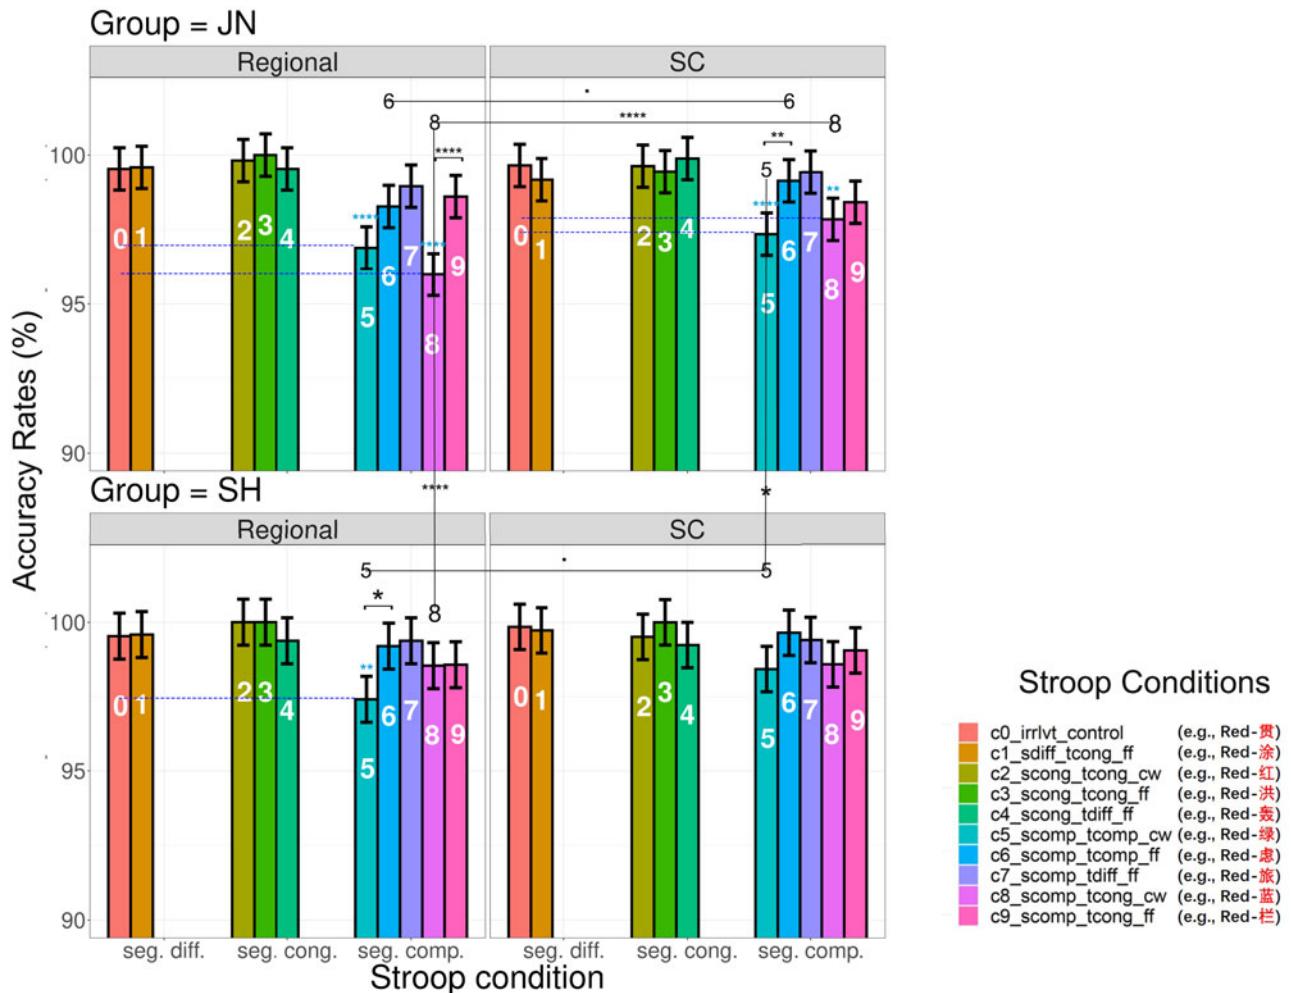 Group = JN
Regional
SC
6 . 6
8 **** 8
100
**** ** 5
**** **** **** **
0 1 2 3 4 5 6 7 8 9
0 1 2 3 4 5 6 7 8 9
95
90
Accuracy Rates (%)
Group = SH
**** *
Regional
SC
5 . 5
* 8
100
**
0 1 2 3 4 5 6 7 8 9
0 1 2 3 4 5 6 7 8 9
95
90
seg. diff. seg. cong. seg. comp. seg. diff. seg. cong. seg. comp.
Stroop condition
Stroop Conditions
c0_irrlvt_control (e.g., Red-贯)
c1_sdiff_tcong_ff (e.g., Red-涂)
c2_scong_tcong_cw (e.g., Red-红)
c3_scong_tcong_ff (e.g., Red-洪)
c4_scong_tdiff_ff (e.g., Red-轰)
c5_scomp_tcomp_cw (e.g., Red-绿)
c6_scomp_tcomp_ff (e.g., Red-虑)
c7_scomp_tdiff_ff (e.g., Red-旅)
c8_scomp_tcong_cw (e.g., Red-蓝)
c9_scomp_tcong_ff (e.g., Red-栏)